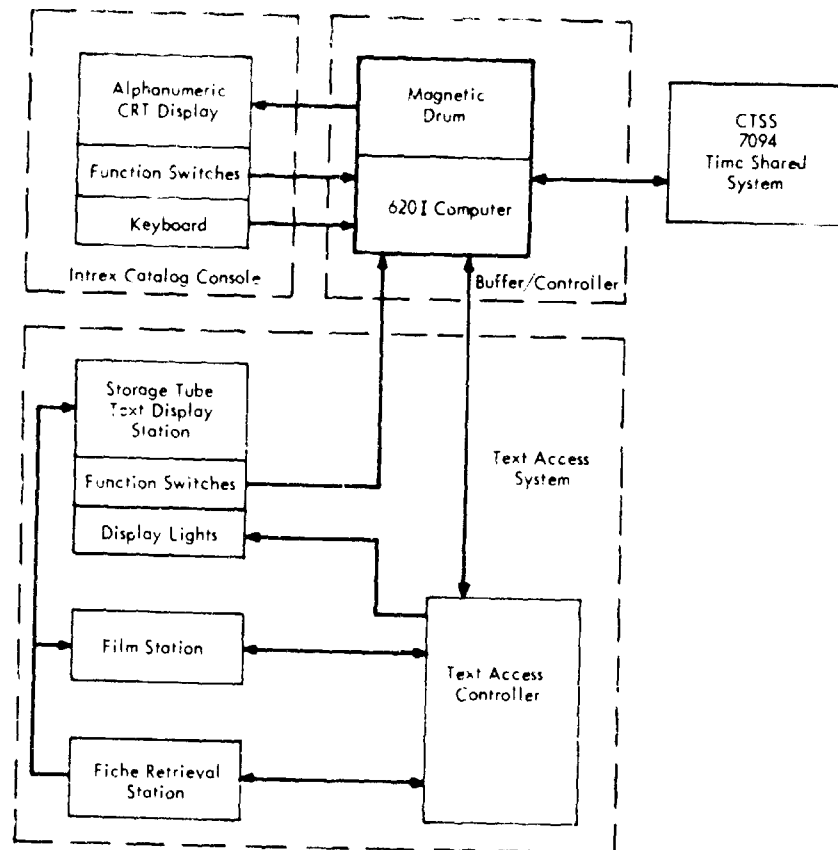 Alphanumeric
CRT Display
Function Switches
Keyboard
Intrex Catalog Console
Magnetic
Drum
620I Computer
Buffer/Controller
CTSS
7094
Time Shared
System
Storage Tube
Text Display
Station
Function Switches
Display Lights
Text Access
System
Film Station
Text Access
Controller
Fiche Retrieval
Station